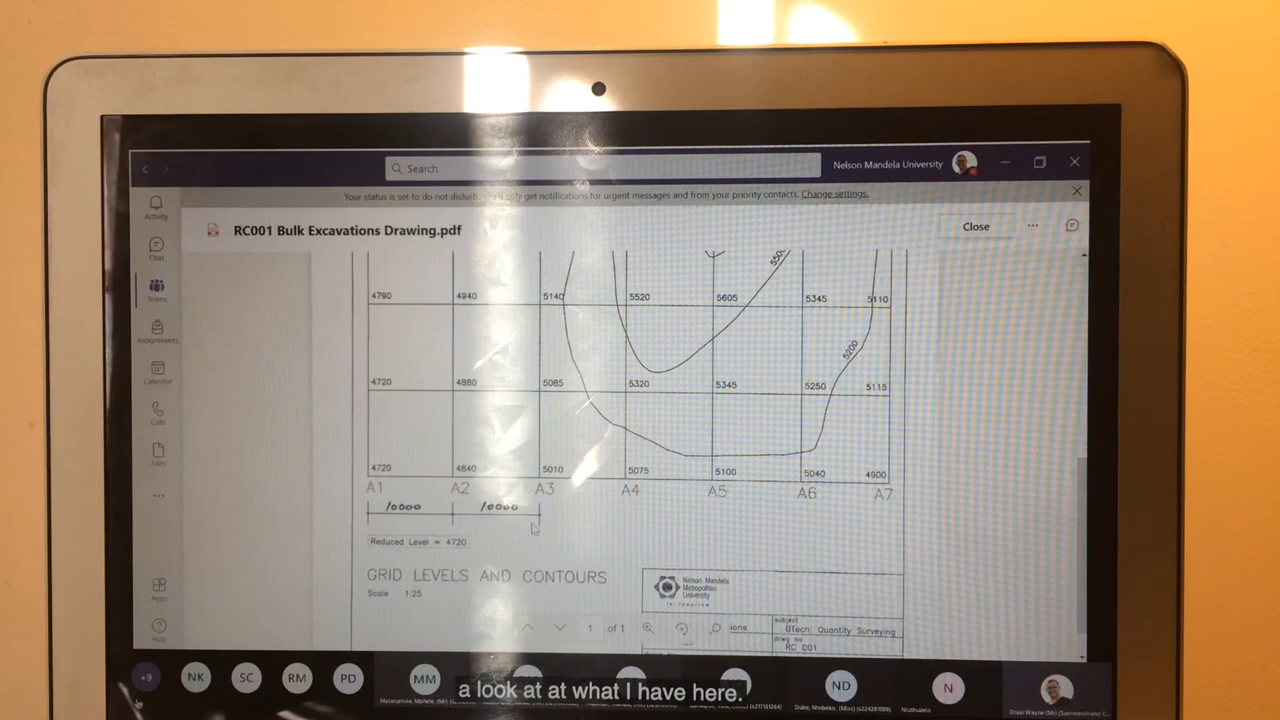 Search
Nelson Mandela University
Your status is set to do not disturb. only get notifications for urgent messages and from your priority contacts. Change settings.
RC001 Bulk Excavations Drawing.pdf
Close
Activity
Chat
Teams
Assignments
Calendar
Calls
Files
Apps
Help
5500
4790 4940 5140 5520 5605 5345 5110
5200
4720 4880 5085 5320 5345 5250 5115
4720 4840 5010 5075 5100 5040 4900
A1 A2 A3 A4 A5 A6 A7
10000 10000
Reduced Level = 4720
GRID LEVELS AND CONTOURS
Scale 1:25
Nelson Mandela
Metropolitan
University
for tomorrow
1 of 1
ions
subject
BTech: Quantity Surveying
drwg no
RC 001
+9 NK SC RM PD MM ND N
a look at at what I have here.